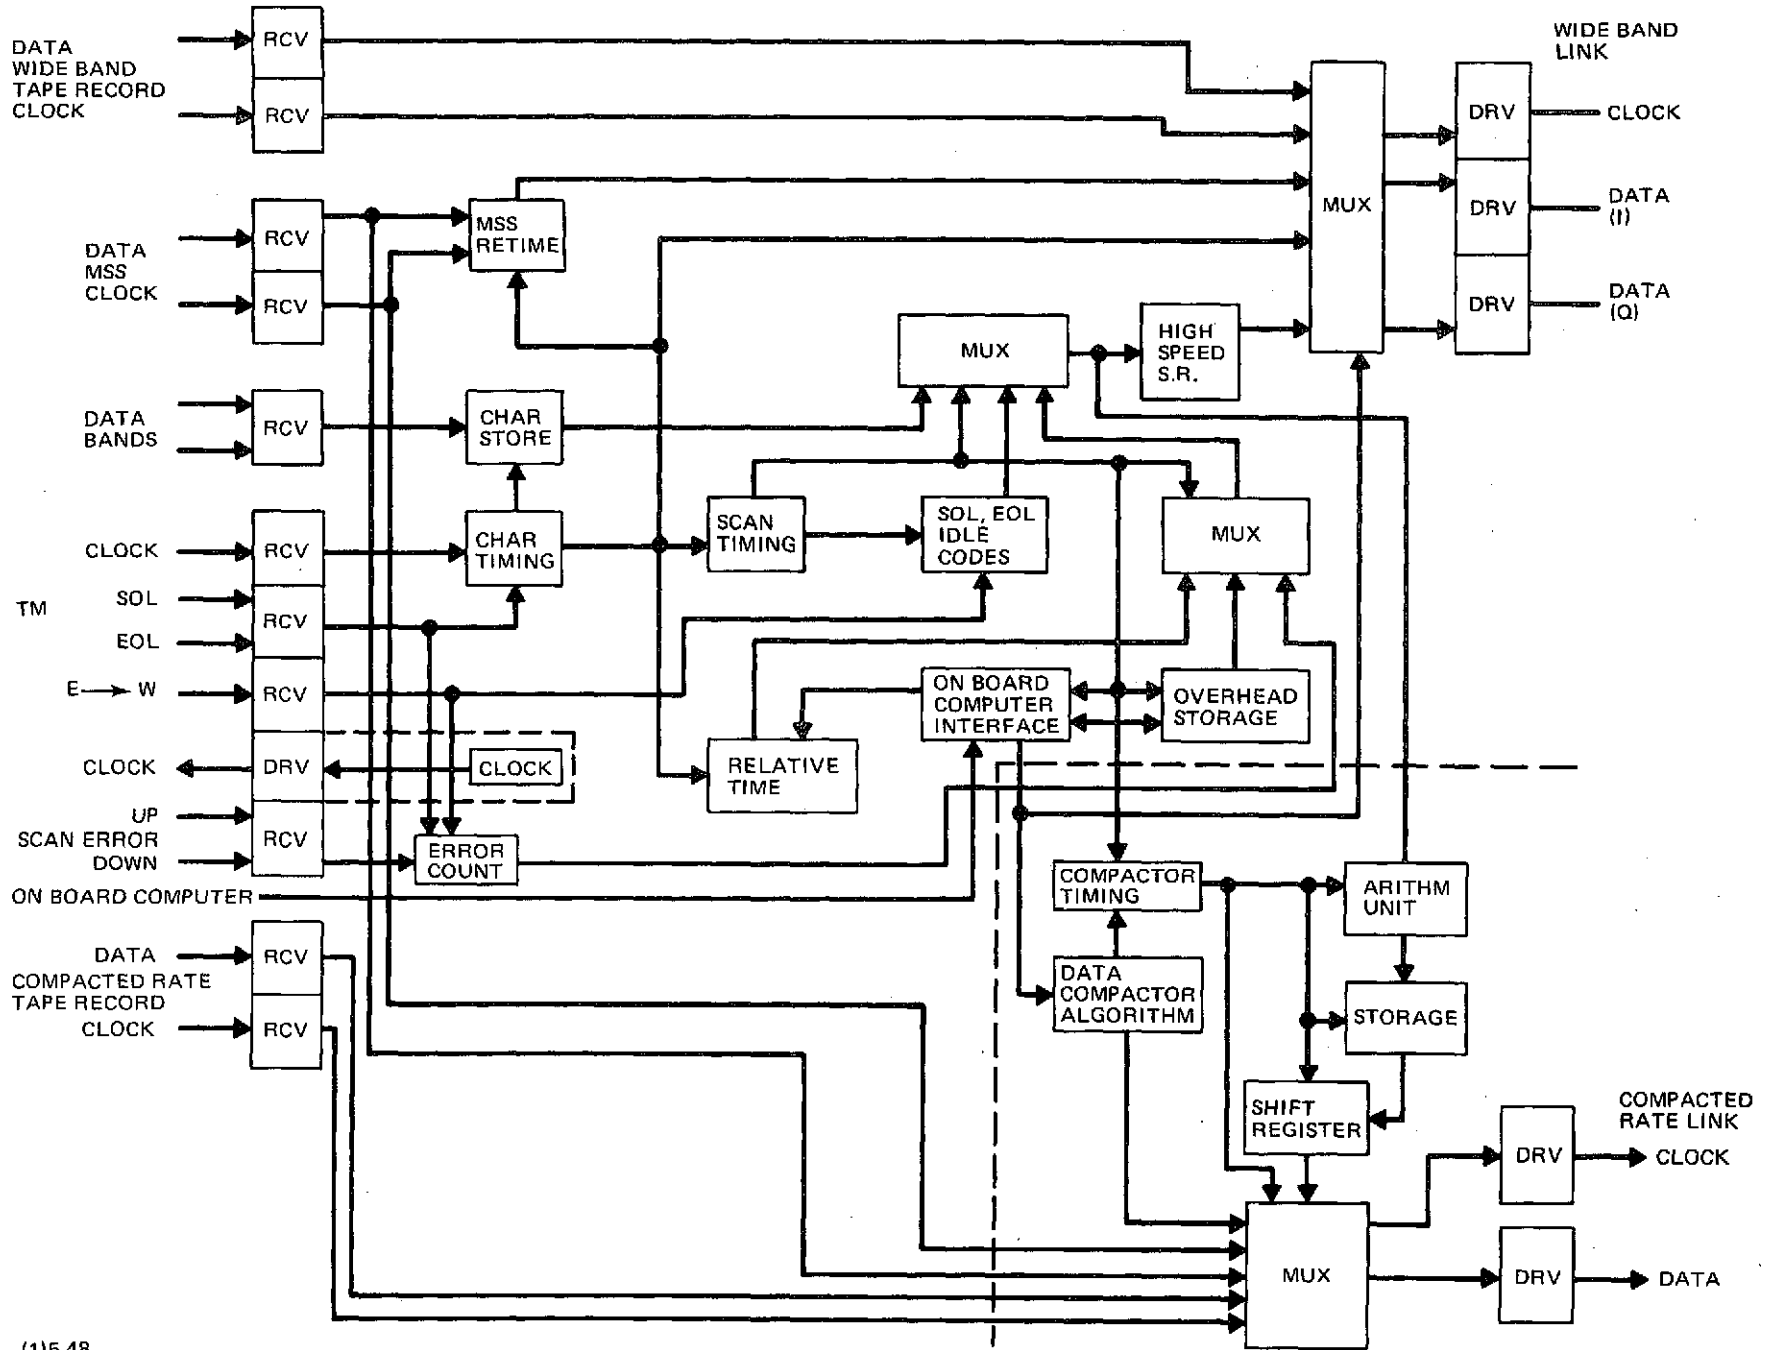 DATA
WIDE BAND
TAPE RECORD
CLOCK
RCV
RCV
WIDE BAND
LINK
MUX
DRV
CLOCK
DRV
DATA
(I)
DRV
DATA
(Q)
DATA
MSS
CLOCK
RCV
RCV
MSS
RETIME
MUX
HIGH
SPEED
S.R.
DATA
BANDS
RCV
CHAR
STORE
TM
CLOCK
SOL
EOL
E → W
CLOCK
UP
SCAN ERROR
DOWN
RCV
RCV
RCV
DRV
RCV
CHAR
TIMING
SCAN
TIMING
SOL, EOL
IDLE
CODES
MUX
CLOCK
ERROR
COUNT
RELATIVE
TIME
ON BOARD
COMPUTER
INTERFACE
OVERHEAD
STORAGE
ON BOARD COMPUTER
DATA
COMPACTED RATE
TAPE RECORD
CLOCK
RCV
RCV
COMPACTOR
TIMING
ARITHM
UNIT
DATA
COMPACTOR
ALGORITHM
STORAGE
SHIFT
REGISTER
MUX
COMPACTED
RATE LINK
DRV
CLOCK
DRV
DATA
(1)5-48